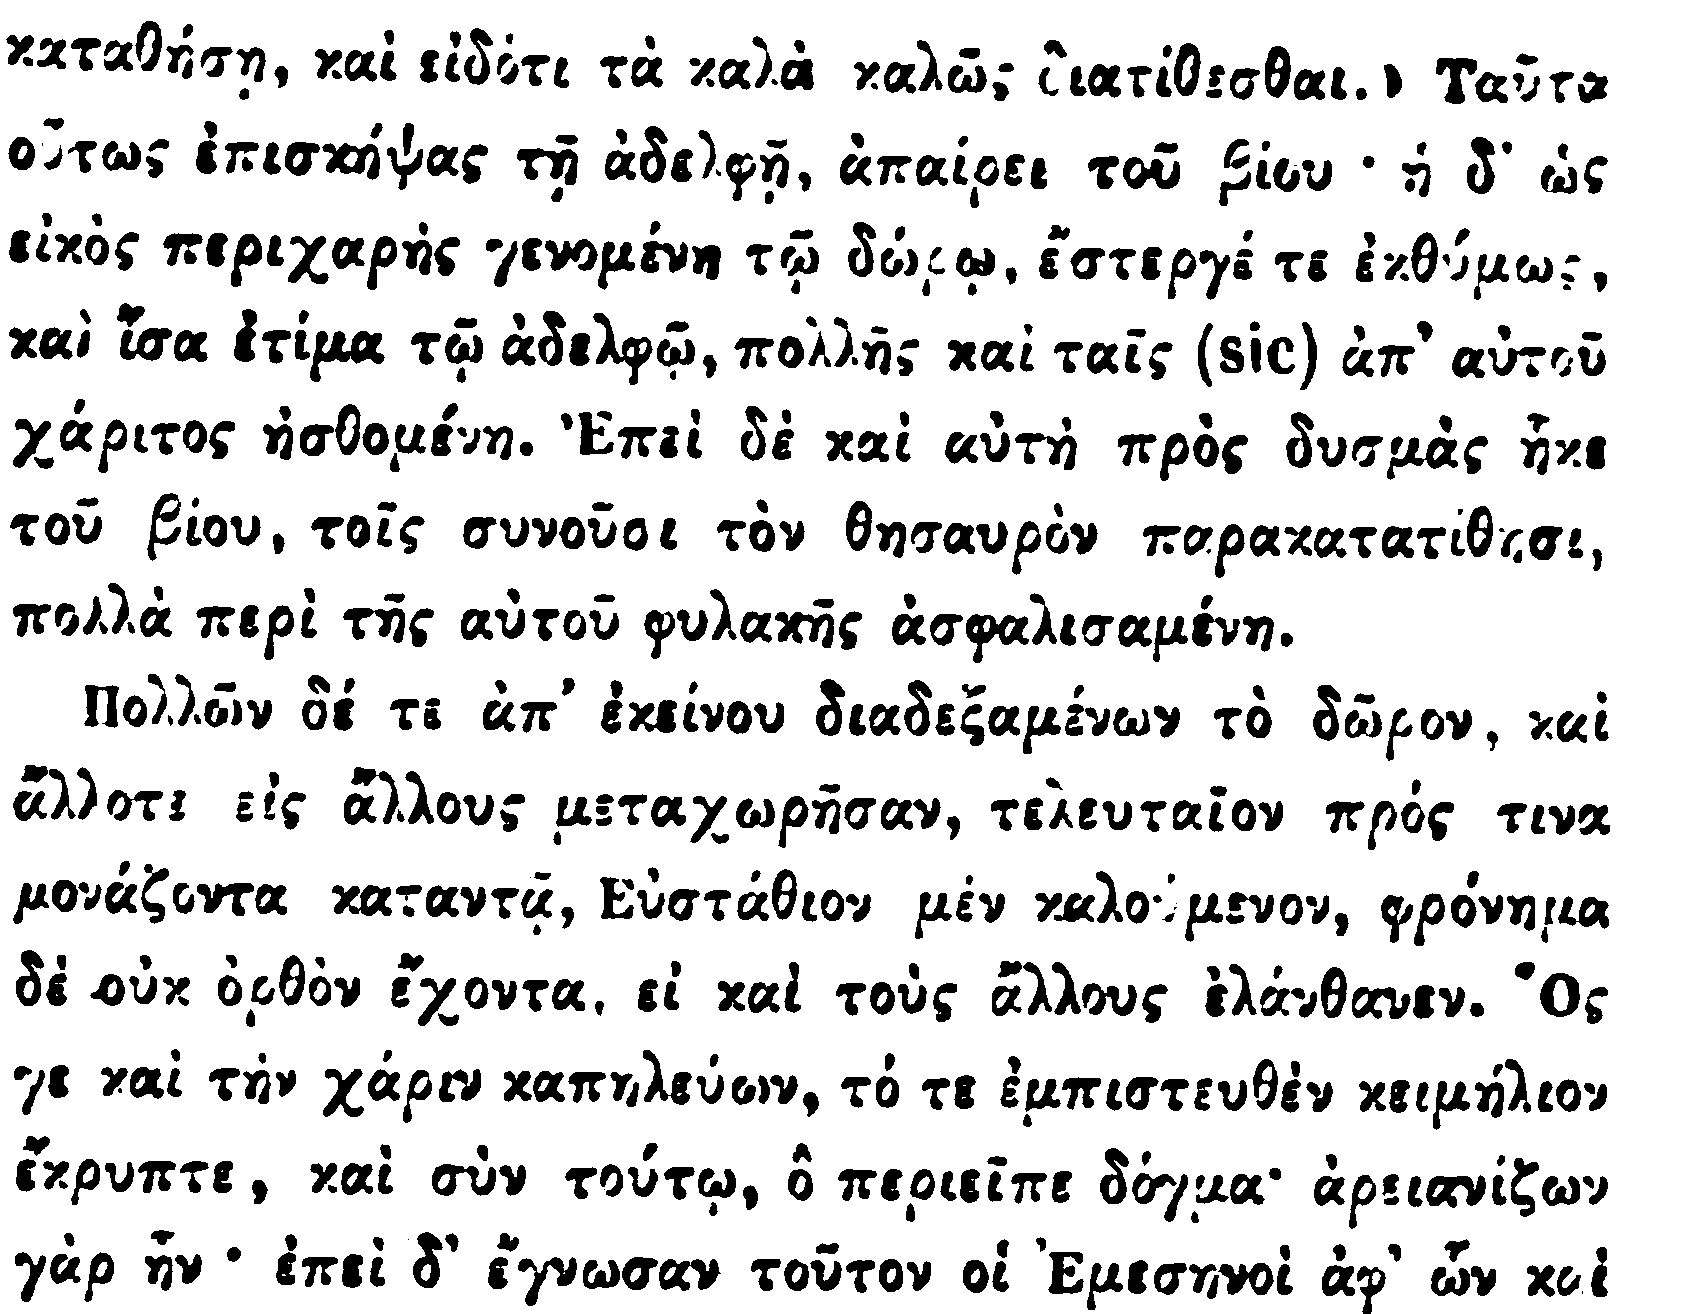 καταθήσῃ, καὶ εἰδότι τὰ καλὰ καλῶς διατίθεσθαι.» Ταῦτα
οὕτως ἐπισκήψας τῇ ἀδελφῇ, ἀπαίρει τοῦ βίου · ἡ δ' ὡς
εἰκὸς περιχαρὴς γενομένη τῷ δώρῳ, ἔστεργέ τε ἐκθύμως,
καὶ ἴσα ἐτίμα τῷ ἀδελφῷ, πολλῆς καὶ ταῖς (sic) ἀπ' αὐτοῦ
χάριτος ἠσθομένη. Ἐπεὶ δὲ καὶ αὐτὴ πρὸς δυσμὰς ἧκε
τοῦ βίου, τοῖς συνοῦσι τὸν θησαυρὸν παρακατατίθησι,
πολλὰ περὶ τῆς αὐτοῦ φυλακῆς ἀσφαλισαμένη.
Πολλῶν δέ τε ἀπ' ἐκείνου διαδεξαμένων τὸ δῶρον, καὶ
ἄλλοτε εἰς ἄλλους μεταχωρῆσαν, τελευταῖον πρός τινα
μονάζοντα καταντᾷ, Εὐστάθιον μὲν καλούμενον, φρόνημα
δὲ οὐκ ὀρθὸν ἔχοντα, εἰ καὶ τοὺς ἄλλους ἐλάνθανεν. Ὅς
γε καὶ τὴν χάριν καπηλεύων, τό τε ἐμπιστευθὲν κειμήλιον
ἔκρυπτε, καὶ σὺν τούτῳ, ὃ περιεῖπε δόγμα· ἀρειανίζων
γὰρ ἦν · ἐπεὶ δ' ἔγνωσαν τοῦτον οἱ Ἐμεσηνοὶ ἀφ' ὧν καὶ